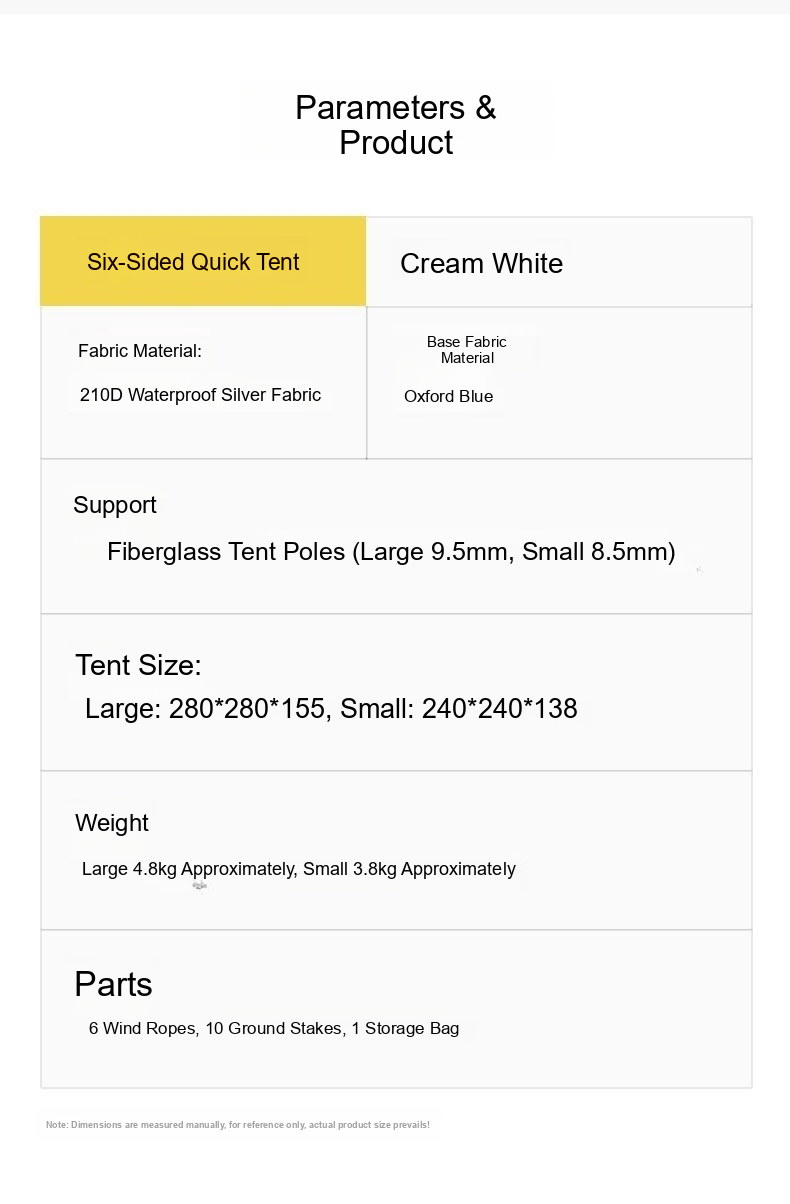 Parameters &
Product
Six-Sided Quick Tent
Cream White
Fabric Material:
210D Waterproof Silver Fabric
Base Fabric
Material
Oxford Blue
Support
Fiberglass Tent Poles (Large 9.5mm, Small 8.5mm)
Tent Size:
Large: 280*280*155, Small: 240*240*138
Weight
Large 4.8kg Approximately, Small 3.8kg Approximately
Parts
6 Wind Ropes, 10 Ground Stakes, 1 Storage Bag
Note: Dimensions are measured manually, for reference only, actual product size prevails!